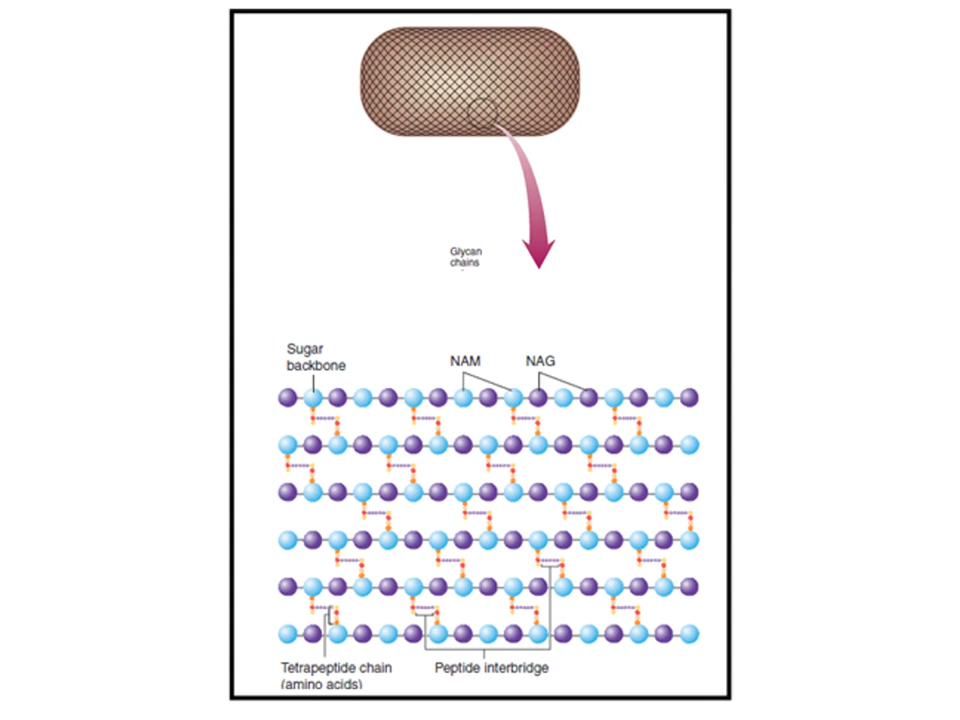 Glycan
chains
Sugar
backbone
NAM
NAG
Tetrapeptide chain
(amino acids)
Peptide interbridge